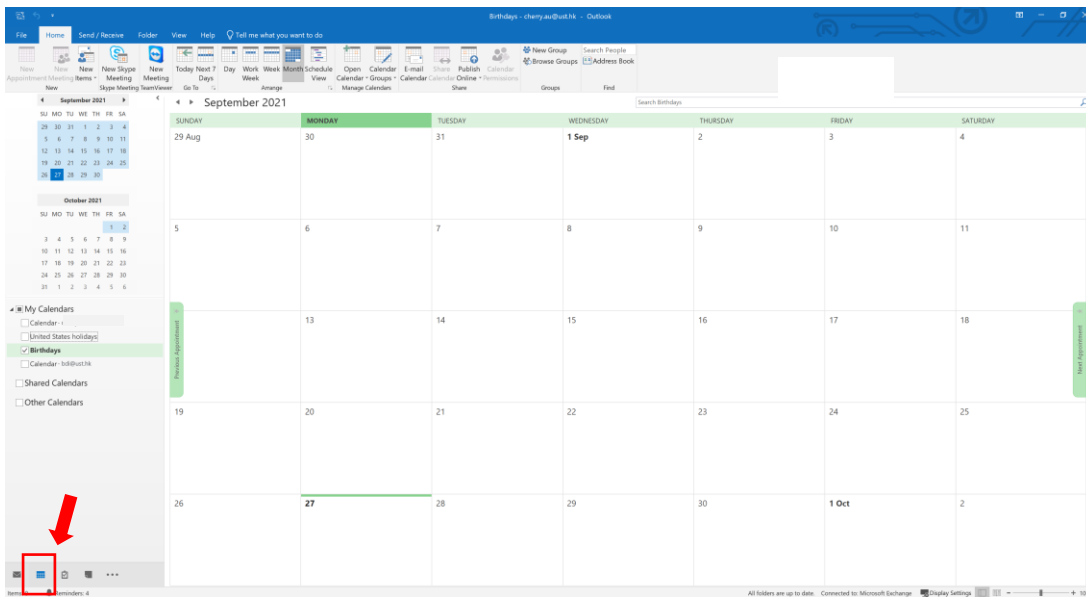 Birthdays - cherry.au@ust.hk - Outlook
File Home Send / Receive Folder View Help Tell me what you want to do
New Appointment
New Meeting
New Items
New Skype Meeting
New Meeting
Today
Next 7 Days
Day
Work Week
Week
Month
Schedule View
Open Calendar
Calendar Groups
E-mail Calendar
Share Calendar
Publish Online
Calendar Permissions
New Group
Browse Groups
Search People
Address Book
New Skype Meeting TeamViewer Go To Arrange Manage Calendars Share Groups Find
September 2021
SU MO TU WE TH FR SA
29 30 31 1 2 3 4
5 6 7 8 9 10 11
12 13 14 15 16 17 18
19 20 21 22 23 24 25
26 27 28 29 30
October 2021
SU MO TU WE TH FR SA
1 2
3 4 5 6 7 8 9
10 11 12 13 14 15 16
17 18 19 20 21 22 23
24 25 26 27 28 29 30
31 1 2 3 4 5 6
My Calendars
Calendar -
United States holidays
Birthdays
Calendar - bdi@ust.hk
Shared Calendars
Other Calendars
September 2021
Search Birthdays
SUNDAY MONDAY TUESDAY WEDNESDAY THURSDAY FRIDAY SATURDAY
29 Aug 30 31 1 Sep 2 3 4
5 6 7 8 9 10 11
13 14 15 16 17 18
Previous Appointment
Next Appointment
19 20 21 22 23 24 25
26 27 28 29 30 1 Oct 2
Reminders: 4
All folders are up to date. Connected to: Microsoft Exchange Display Settings